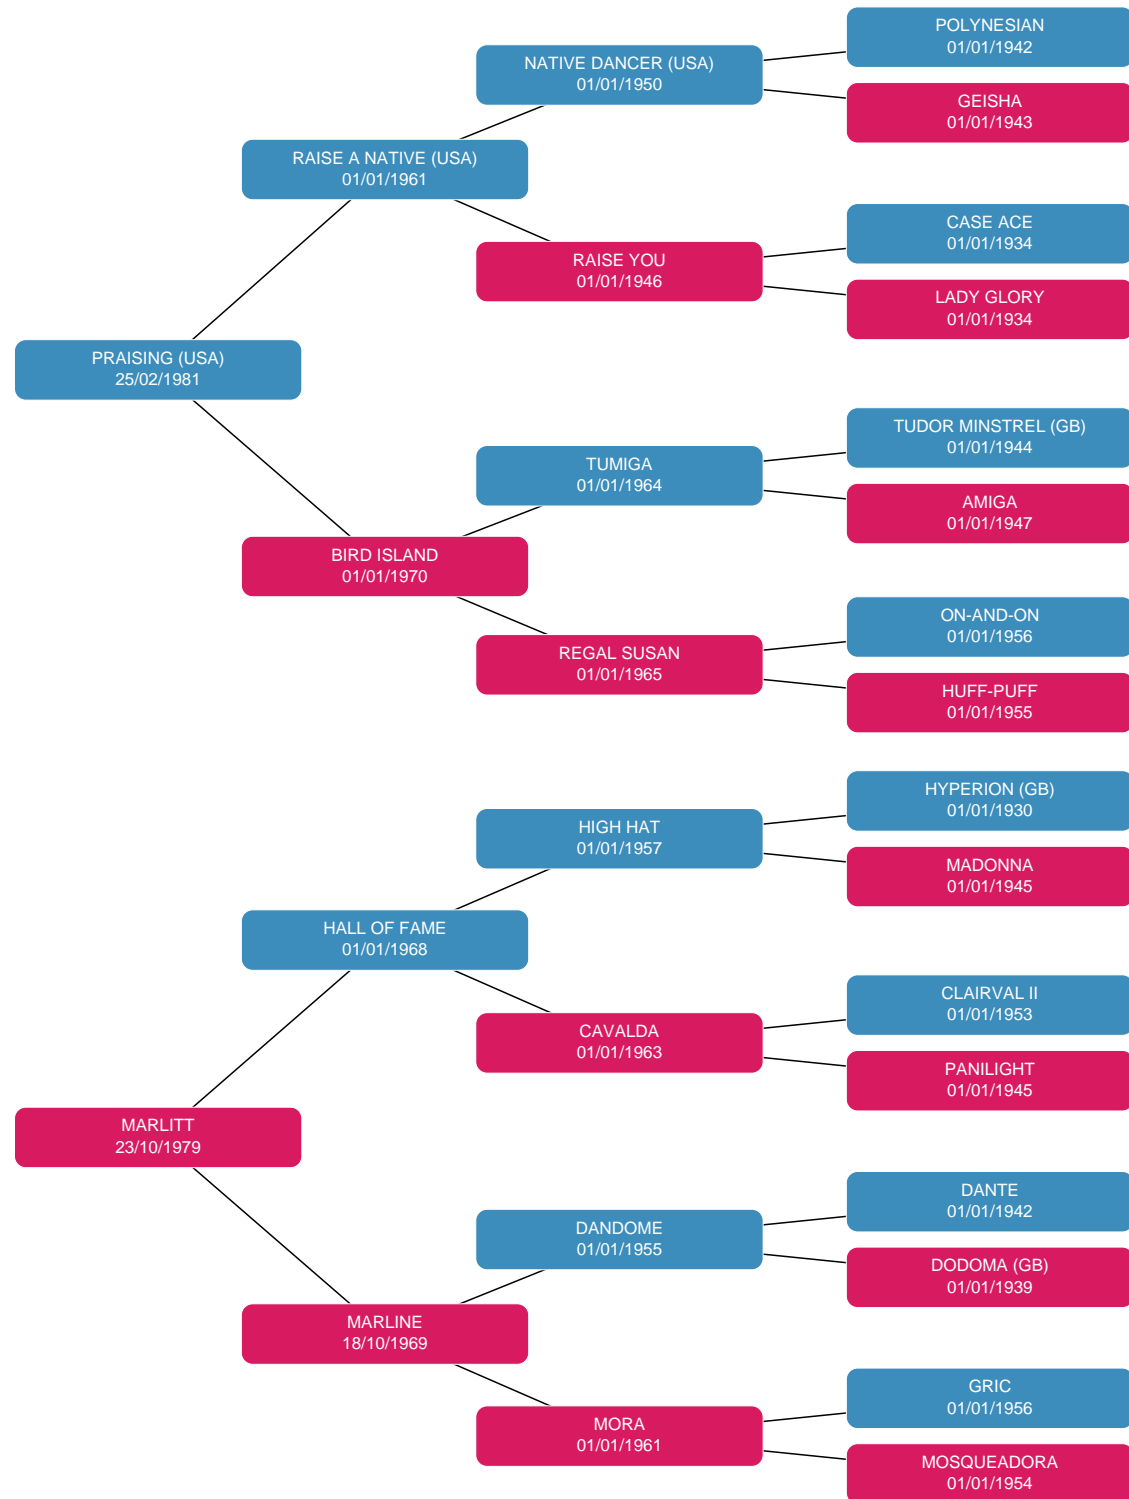 POLYNESIAN
01/01/1942
NATIVE DANCER (USA)
01/01/1950
GEISHA
01/01/1943
RAISE A NATIVE (USA)
01/01/1961
CASE ACE
01/01/1934
RAISE YOU
01/01/1946
LADY GLORY
01/01/1934
PRAISING (USA)
25/02/1981
TUDOR MINSTREL (GB)
01/01/1944
TUMIGA
01/01/1964
AMIGA
01/01/1947
BIRD ISLAND
01/01/1970
ON-AND-ON
01/01/1956
REGAL SUSAN
01/01/1965
HUFF-PUFF
01/01/1955
HYPERION (GB)
01/01/1930
HIGH HAT
01/01/1957
MADONNA
01/01/1945
HALL OF FAME
01/01/1968
CLAIRVAL II
01/01/1953
CAVALDA
01/01/1963
PANILIGHT
01/01/1945
MARLITT
23/10/1979
DANTE
01/01/1942
DANDOME
01/01/1955
DODOMA (GB)
01/01/1939
MARLINE
18/10/1969
GRIC
01/01/1956
MORA
01/01/1961
MOSQUEADORA
01/01/1954